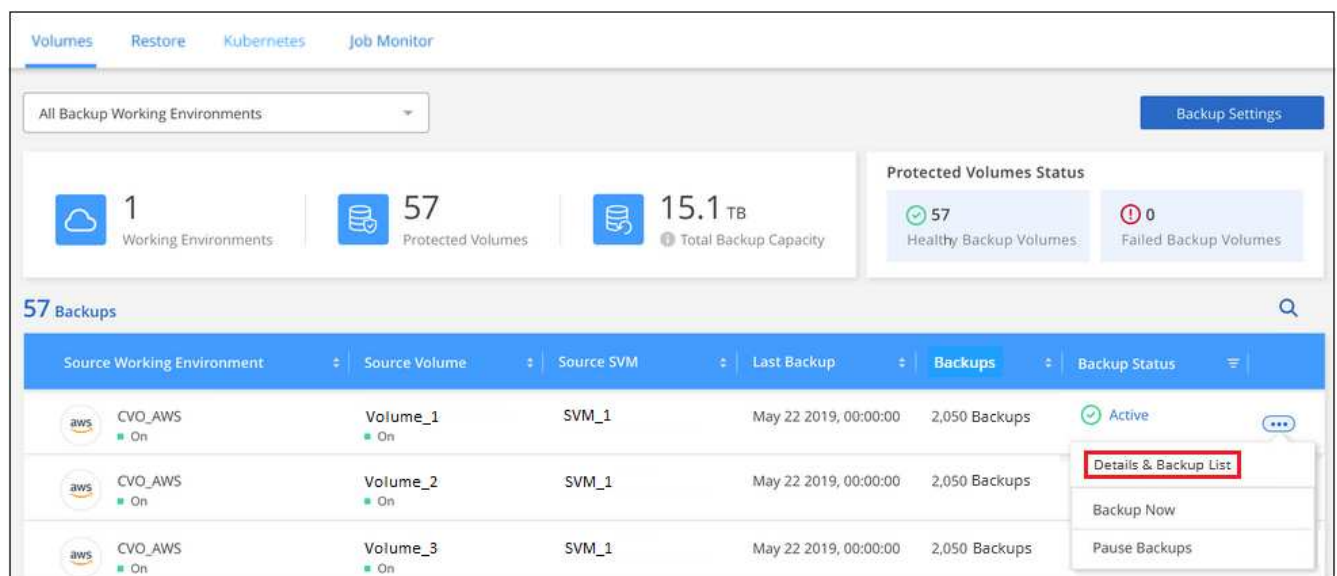 Volumes Restore Kubernetes Job Monitor
All Backup Working Environments
Backup Settings
1
Working Environments
57
Protected Volumes
15.1 TB
Total Backup Capacity
Protected Volumes Status
57
Healthy Backup Volumes
0
Failed Backup Volumes
57 Backups
Source Working Environment Source Volume Source SVM Last Backup Backups Backup Status
aws CVO_AWS Volume_1 SVM_1 May 22 2019, 00:00:00 2,050 Backups Active
On On
Details & Backup List
aws CVO_AWS Volume_2 SVM_1 May 22 2019, 00:00:00 2,050 Backups
On On
Backup Now
aws CVO_AWS Volume_3 SVM_1 May 22 2019, 00:00:00 2,050 Backups Pause Backups
On On